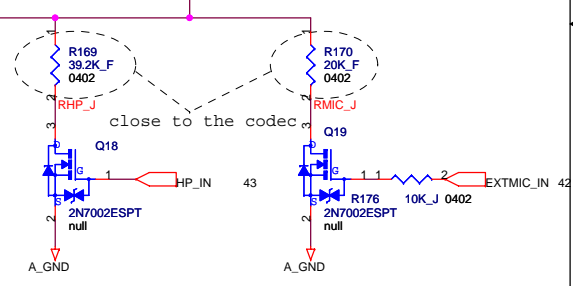 1
1
R169
39.2K_F
0402
R170
20K_F
0402
2
2
RHP_J
RMIC_J
close to the codec
3
3
Q18
Q19
D
D
G
1
HP_IN
43
G
1
1
2
EXTMIC_IN
42
S
S
R176
10K_J
0402
2N7002ESPT
null
2N7002ESPT
null
2
2
A_GND
A_GND